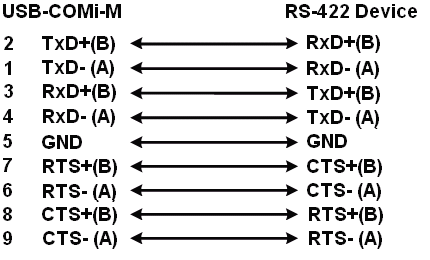 USB-COMi-M RS-422 Device
2 TxD+(B) RxD+(B)
1 TxD- (A) RxD- (A)
3 RxD+(B) TxD+(B)
4 RxD- (A) TxD- (A)
5 GND GND
7 RTS+(B) CTS+(B)
6 RTS- (A) CTS- (A)
8 CTS+(B) RTS+(B)
9 CTS- (A) RTS- (A)